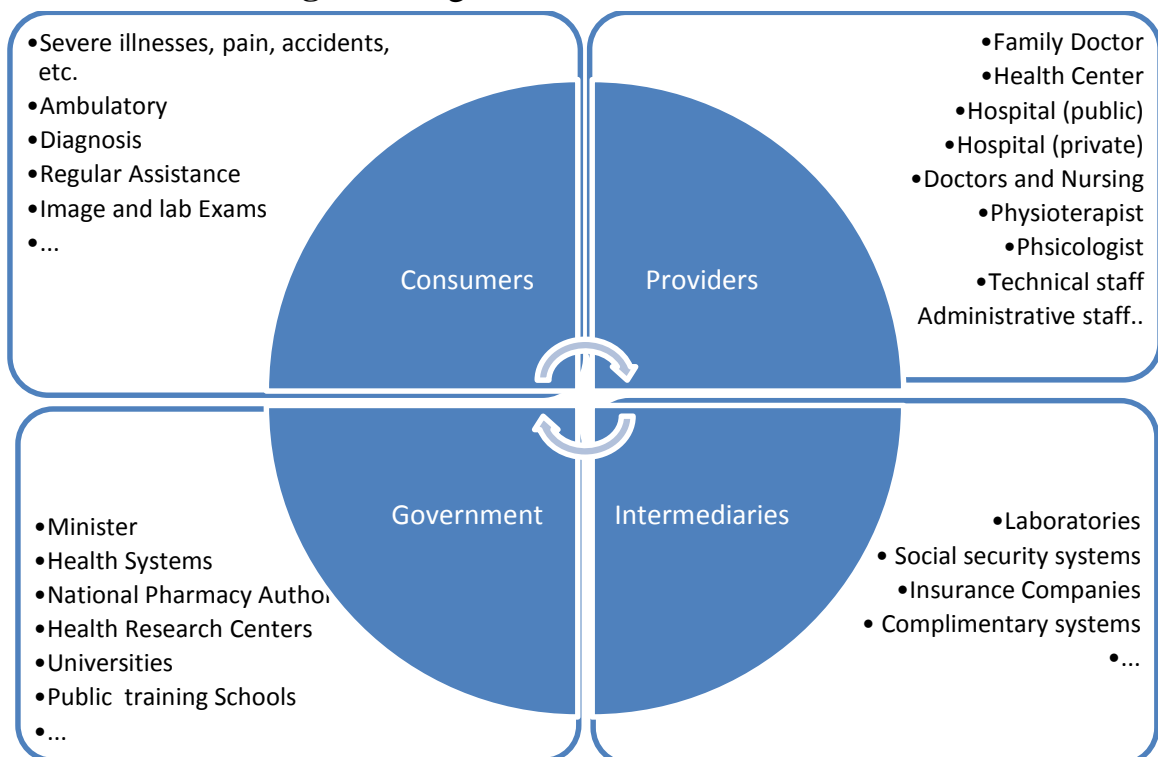 •Severe illnesses, pain, accidents,
etc.
•Ambulatory
•Diagnosis
•Regular Assistance
•Image and lab Exams
•...
•Family Doctor
•Health Center
•Hospital (public)
•Hospital (private)
•Doctors and Nursing
•Physioterapist
•Phsicologist
•Technical staff
Administrative staff..
Consumers
Providers
Government
Intermediaries
•Minister
•Health Systems
•National Pharmacy
•Health Research Centers
•Universities
•Public training Schools
•...
•Laboratories
• Social security systems
•Insurance Companies
• Complimentary systems
•...